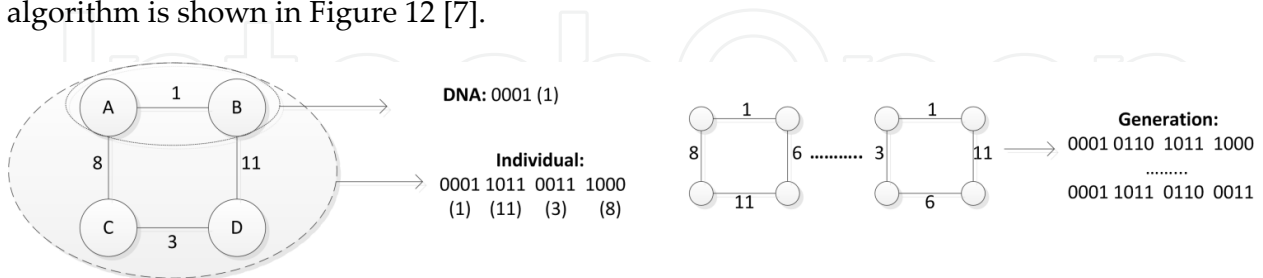 algorithm is shown in Figure 12 [7].
A 1 B
8 11
C 3 D
DNA: 0001 (1)
Individual:
0001 1011 0011 1000
(1) (11) (3) (8)
1 1
8 6 ........... 3 11
11 6
Generation:
0001 0110 1011 1000
.........
0001 1011 0110 0011